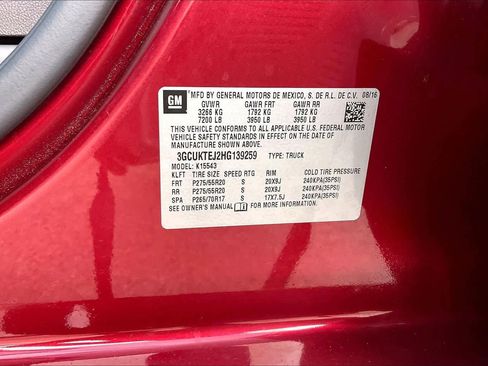 GM
MFD BY GENERAL MOTORS DE MEXICO, S. DE R.L. DE C.V. 08/16
GVWR GAWR FRT GAWR RR
3266 KG 1792 KG 1792 KG
7200 LB 3950 LB 3950 LB
THIS VEHICLE CONFORMS TO ALL APPLICABLE U.S. FEDERAL MOTOR
VEHICLE SAFETY STANDARDS IN EFFECT ON THE DATE OF
MANUFACTURE SHOWN ABOVE.
3GCUKTEJ2HG139259 TYPE: TRUCK
MODEL: K15543
KLFT TIRE SIZE SPEED RTG RIM COLD TIRE PRESSURE
FRT P275/55R20 S 20X9J 240KPA(35PSI)
RR P275/55R20 S 20X9J 240KPA(35PSI)
SPA P265/70R17 S 17X7.5J 240KPA(35PSI)
SEE OWNER'S MANUAL FOR MORE INFORMATION.